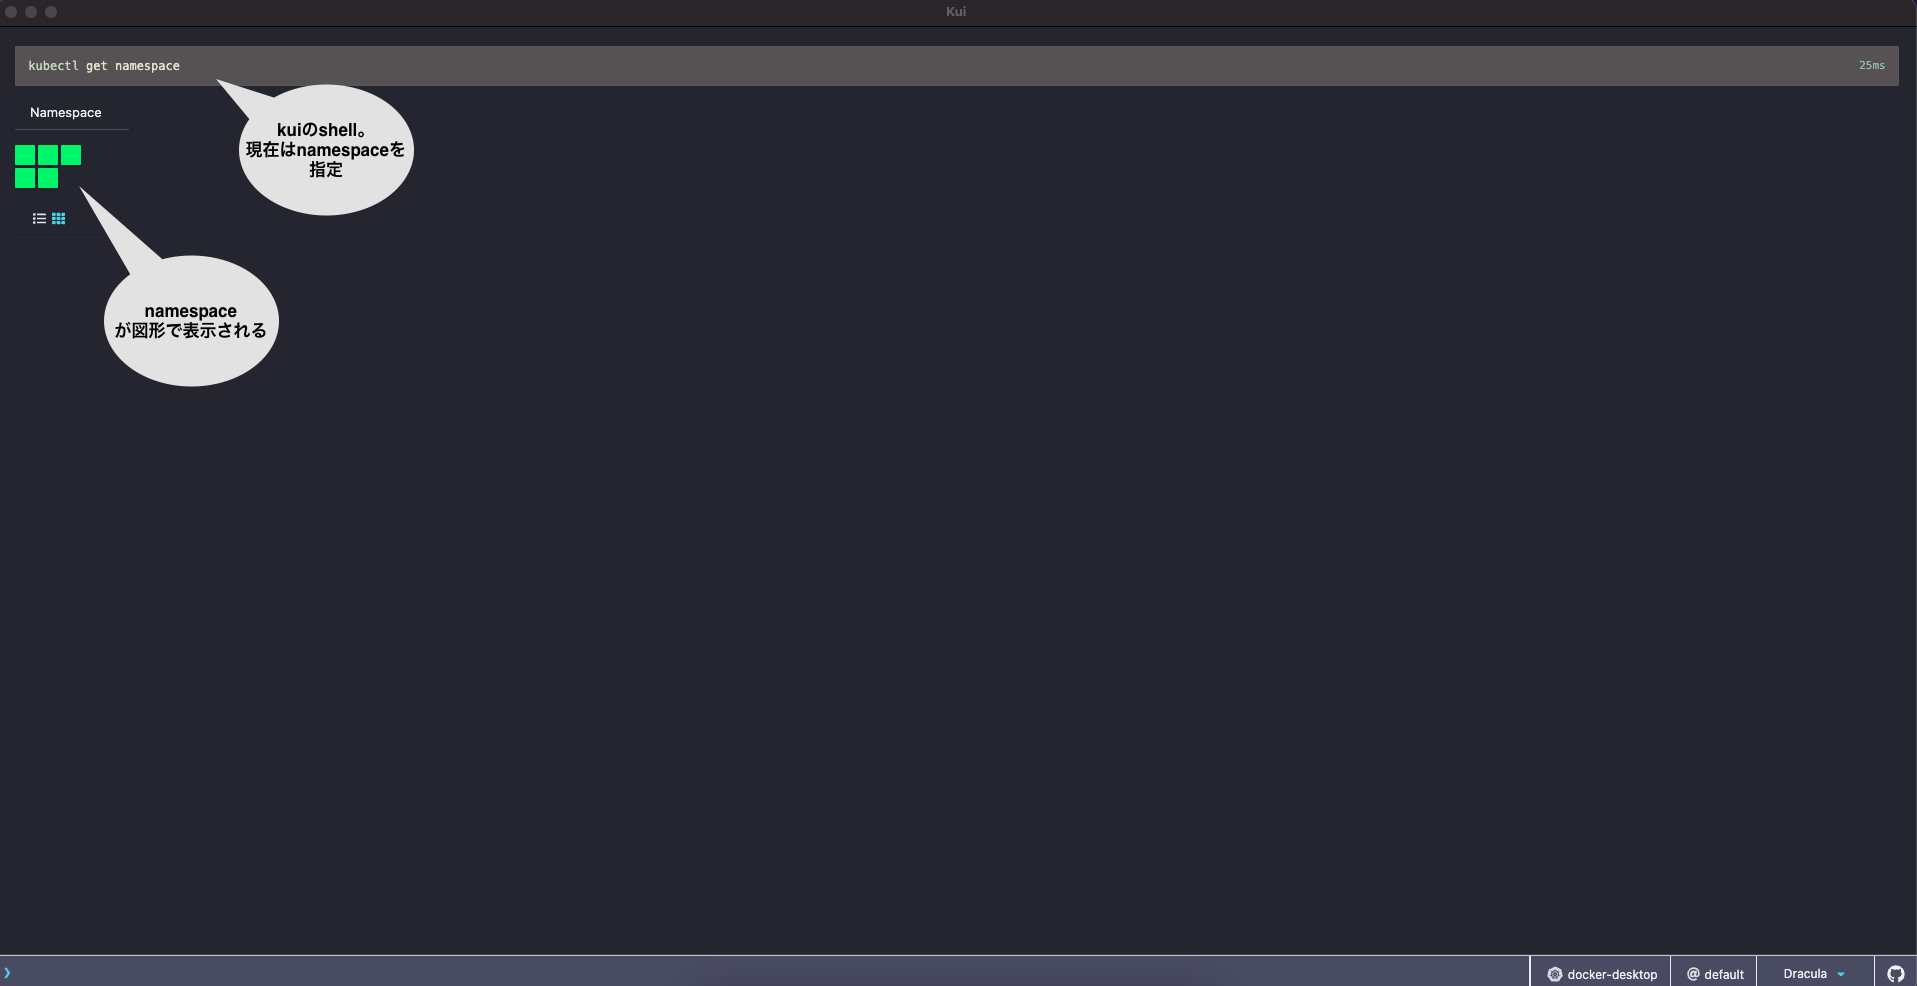 Kui
kubectl get namespace
25ms
Namespace
kuiのshell。
現在はnamespaceを
指定
namespace
が図形で表示される
❯
docker-desktop
@ default
Dracula